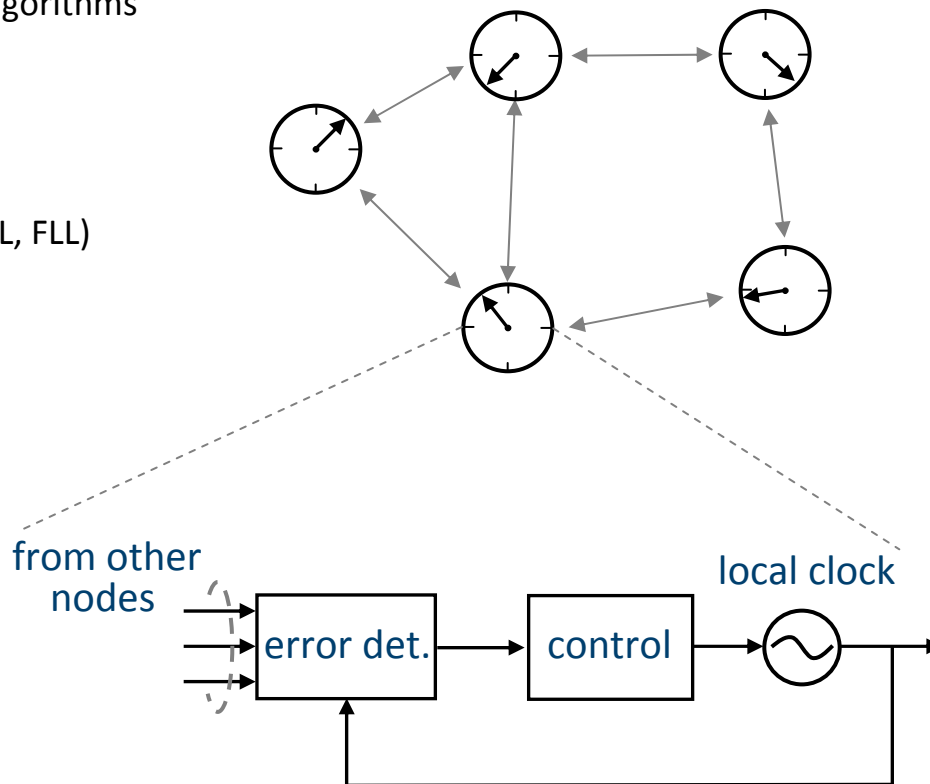 gorithms
L, FLL)
from other
nodes
local clock
error det.
control